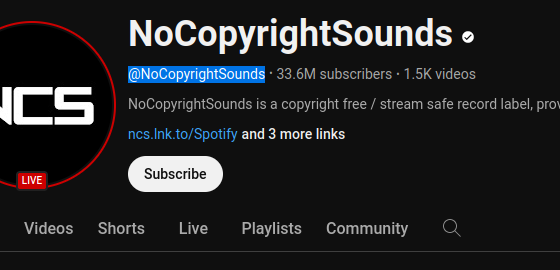 NoCopyrightSounds
@NoCopyrightSounds · 33.6M subscribers · 1.5K videos
NoCopyrightSounds is a copyright free / stream safe record label, prov
ncs.lnk.to/Spotify and 3 more links
NCS
LIVE
Subscribe
Videos Shorts Live Playlists Community